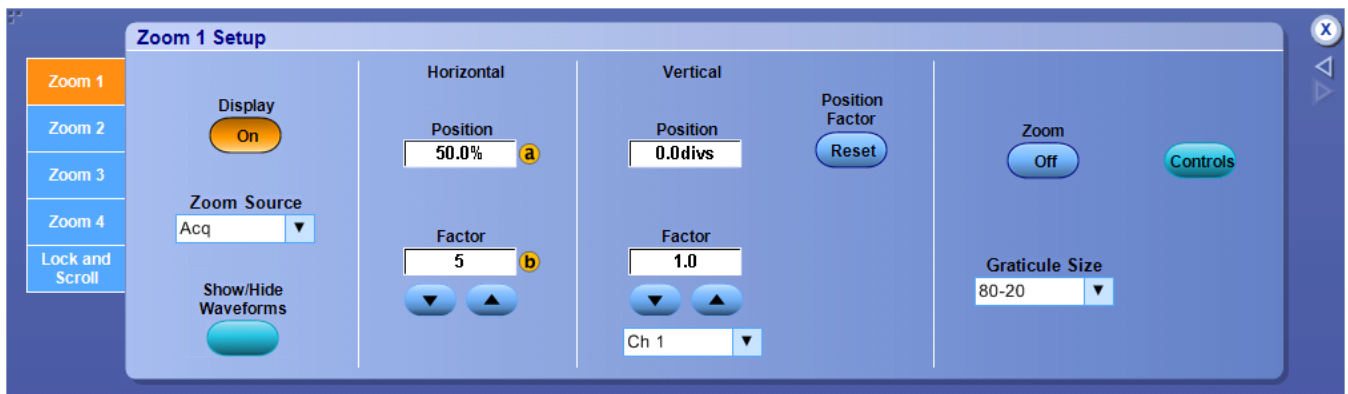 Zoom 1 Setup
X
Zoom 1
Zoom 2
Zoom 3
Zoom 4
Lock and
Scroll
Display
On
Zoom Source
Acq
Show/Hide
Waveforms
Horizontal
Position
50.0% a
Factor
5 b
Vertical
Position
0.0divs
Factor
1.0
Ch 1
Position
Factor
Reset
Zoom
Off
Controls
Graticule Size
80-20